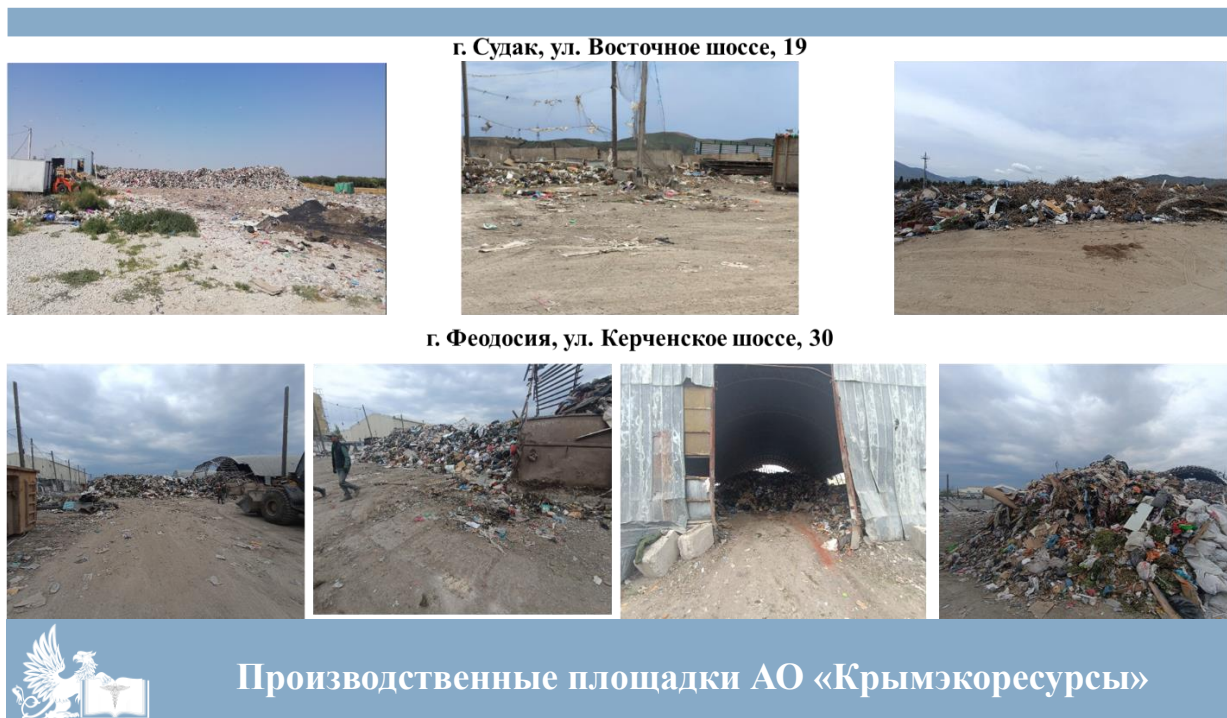 г. Судак, ул. Восточное шоссе, 19
г. Феодосия, ул. Керченское шоссе, 30
Производственные площадки АО «Крымэкоресурсы»